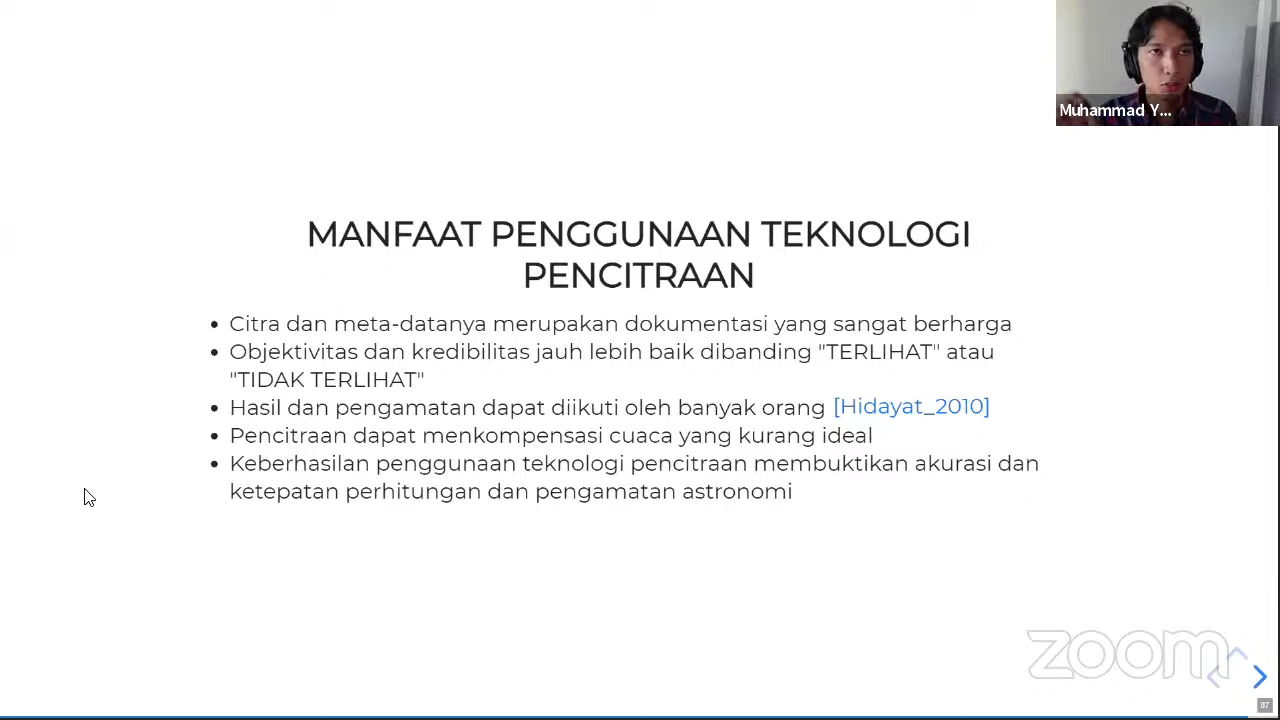 Muhammad Y...
MANFAAT PENGGUNAAN TEKNOLOGI
PENCITRAAN
Citra dan meta-datanya merupakan dokumentasi yang sangat berharga
Objektivitas dan kredibilitas jauh lebih baik dibanding "TERLIHAT" atau
"TIDAK TERLIHAT"
Hasil dan pengamatan dapat diikuti oleh banyak orang [Hidayat_2010]
Pencitraan dapat menkompensasi cuaca yang kurang ideal
Keberhasilan penggunaan teknologi pencitraan membuktikan akurasi dan
ketepatan perhitungan dan pengamatan astronomi
zoom
87